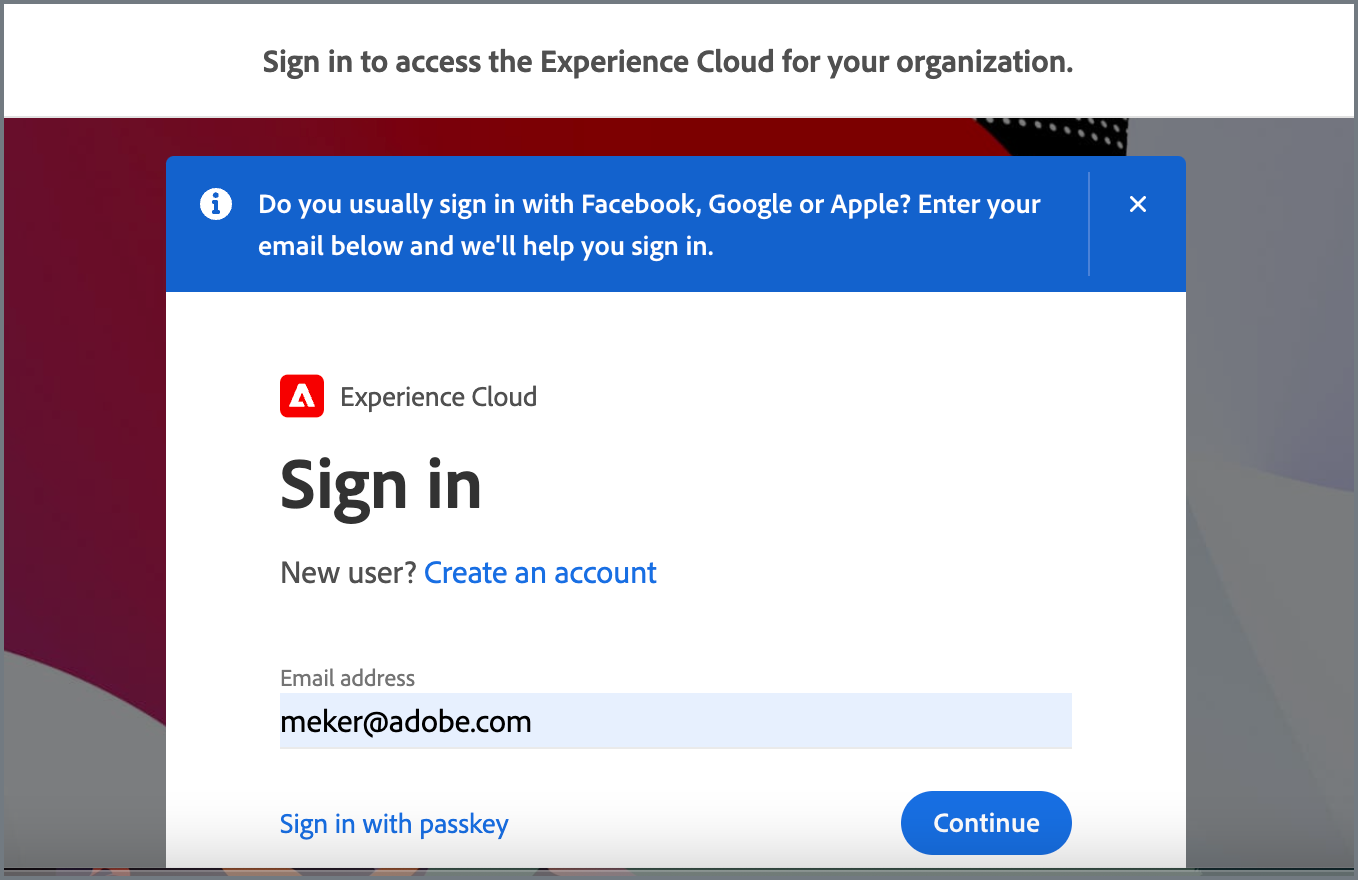 Sign in to access the Experience Cloud for your organization.
Do you usually sign in with Facebook, Google or Apple? Enter your
email below and we'll help you sign in.
Experience Cloud
Sign in
New user? Create an account
Email address
meker@adobe.com
Sign in with passkey
Continue